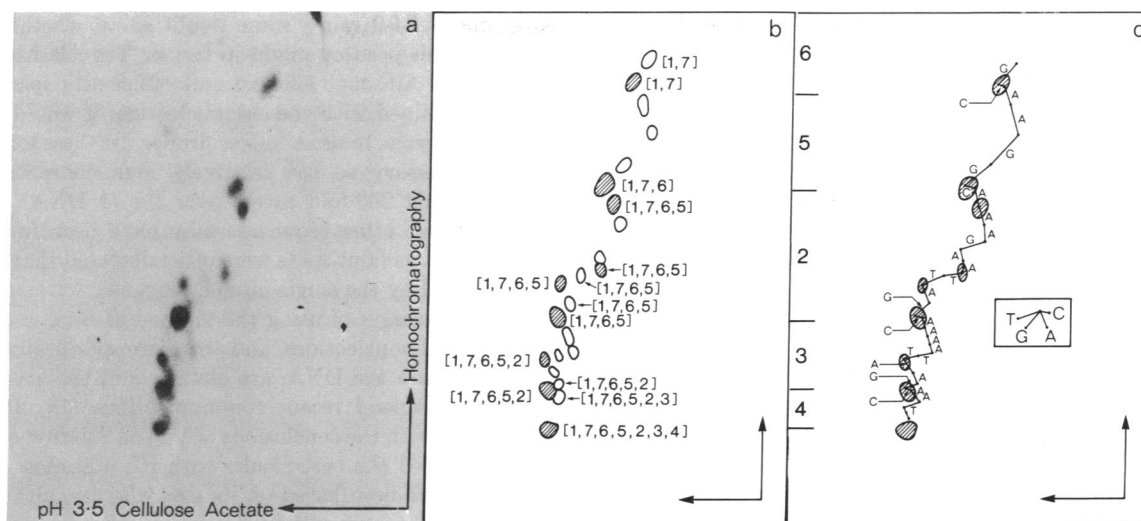 a
Homochromatography
pH 3·5 Cellulose Acetate
b
[1,7]
[1,7]
[1,7,6]
[1,7,6,5]
[1,7,6,5]
[1,7,6,5]
[1,7,6,5]
[1,7,6,5]
[1,7,6,5]
[1,7,6,5,2]
[1,7,6,5,2]
[1,7,6,5,2]
[1,7,6,5,2,3]
[1,7,6,5,2,3,4]
6
5
2
3
4
G
C
A
A
G
G
C
A
A
A
G
A
A
T
T
A
G
C
A
A
A
A
T
T
A
G
A
A
A
C
T
T
C
G
A